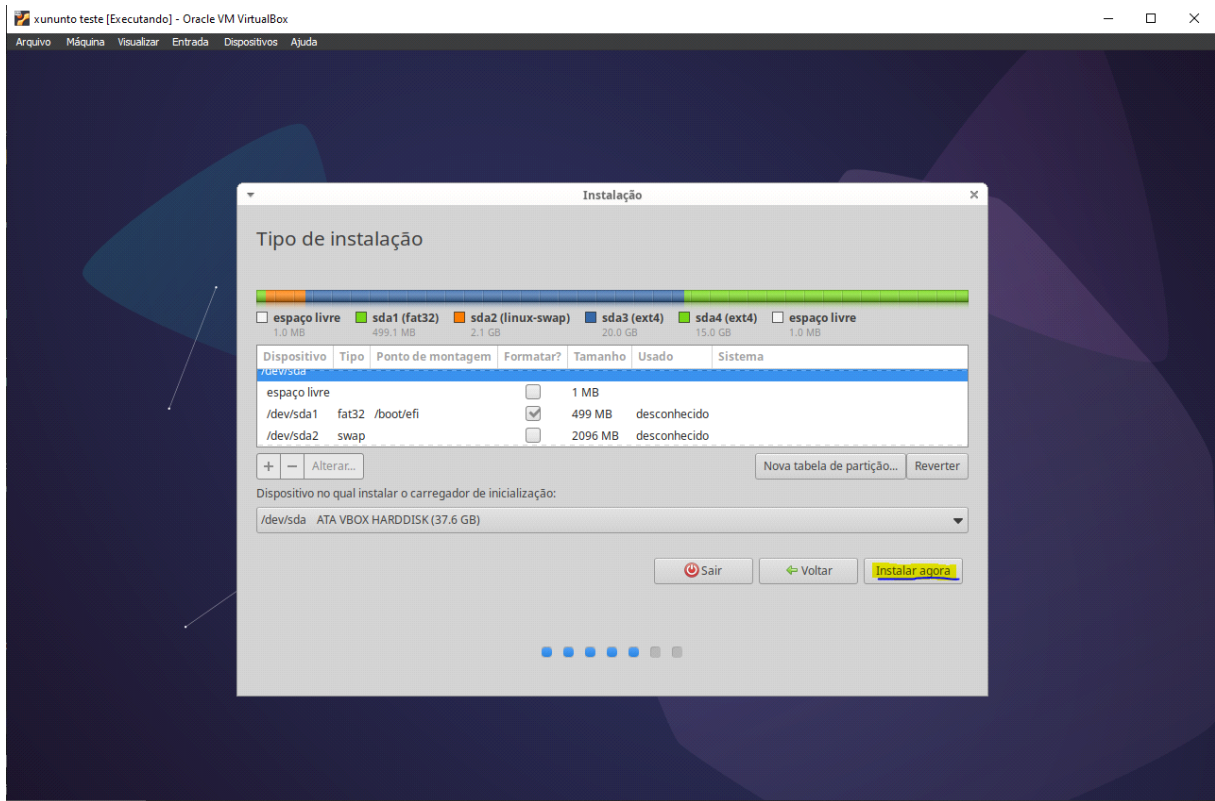 xununto teste [Executando] - Oracle VM VirtualBox
Arquivo Máquina Visualizar Entrada Dispositivos Ajuda
Instalação
Tipo de instalação
espaço livre sda1 (fat32) sda2 (linux-swap) sda3 (ext4) sda4 (ext4) espaço livre
1.0 MB 499.1 MB 2.1 GB 20.0 GB 15.0 GB 1.0 MB
Dispositivo Tipo Ponto de montagem Formatar? Tamanho Usado Sistema
/dev/sda
espaço livre 1 MB
/dev/sda1 fat32 /boot/efi 499 MB desconhecido
/dev/sda2 swap 2096 MB desconhecido
+ − Alterar... Nova tabela de partição... Reverter
Dispositivo no qual instalar o carregador de inicialização:
/dev/sda ATA VBOX HARDDISK (37.6 GB)
Sair Voltar Instalar agora